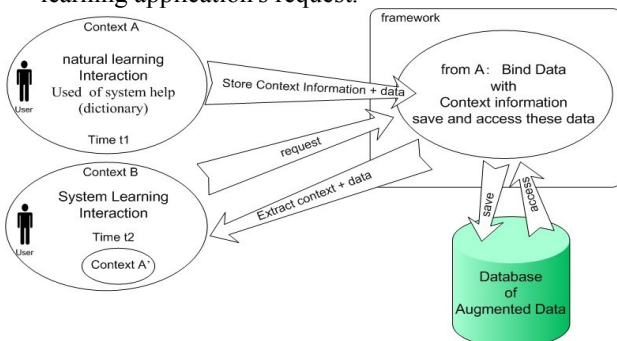 learning application's request.
framework
Context A
natural learning
Interaction
Used of system help
(dictionary)
User
Time t1
Store Context Information + data
from A: Bind Data
with
Context information
save and access these data
request
Context B
System Learning
Interaction
Time t2
User
Context A'
Extract context + data
save
access
Database
of
Augmented Data